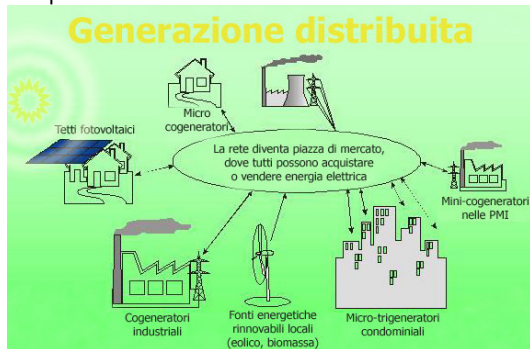 Generazione distribuita
Micro
cogeneratori
Tetti fotovoltaici
La rete diventa piazza di mercato,
dove tutti possono acquistare
o vendere energia elettrica
Mini-cogeneratori
nelle PMI
Cogeneratori
industriali
Fonti energetiche
rinnovabili locali
(eolico, biomassa)
Micro-trigeneratori
condominiali